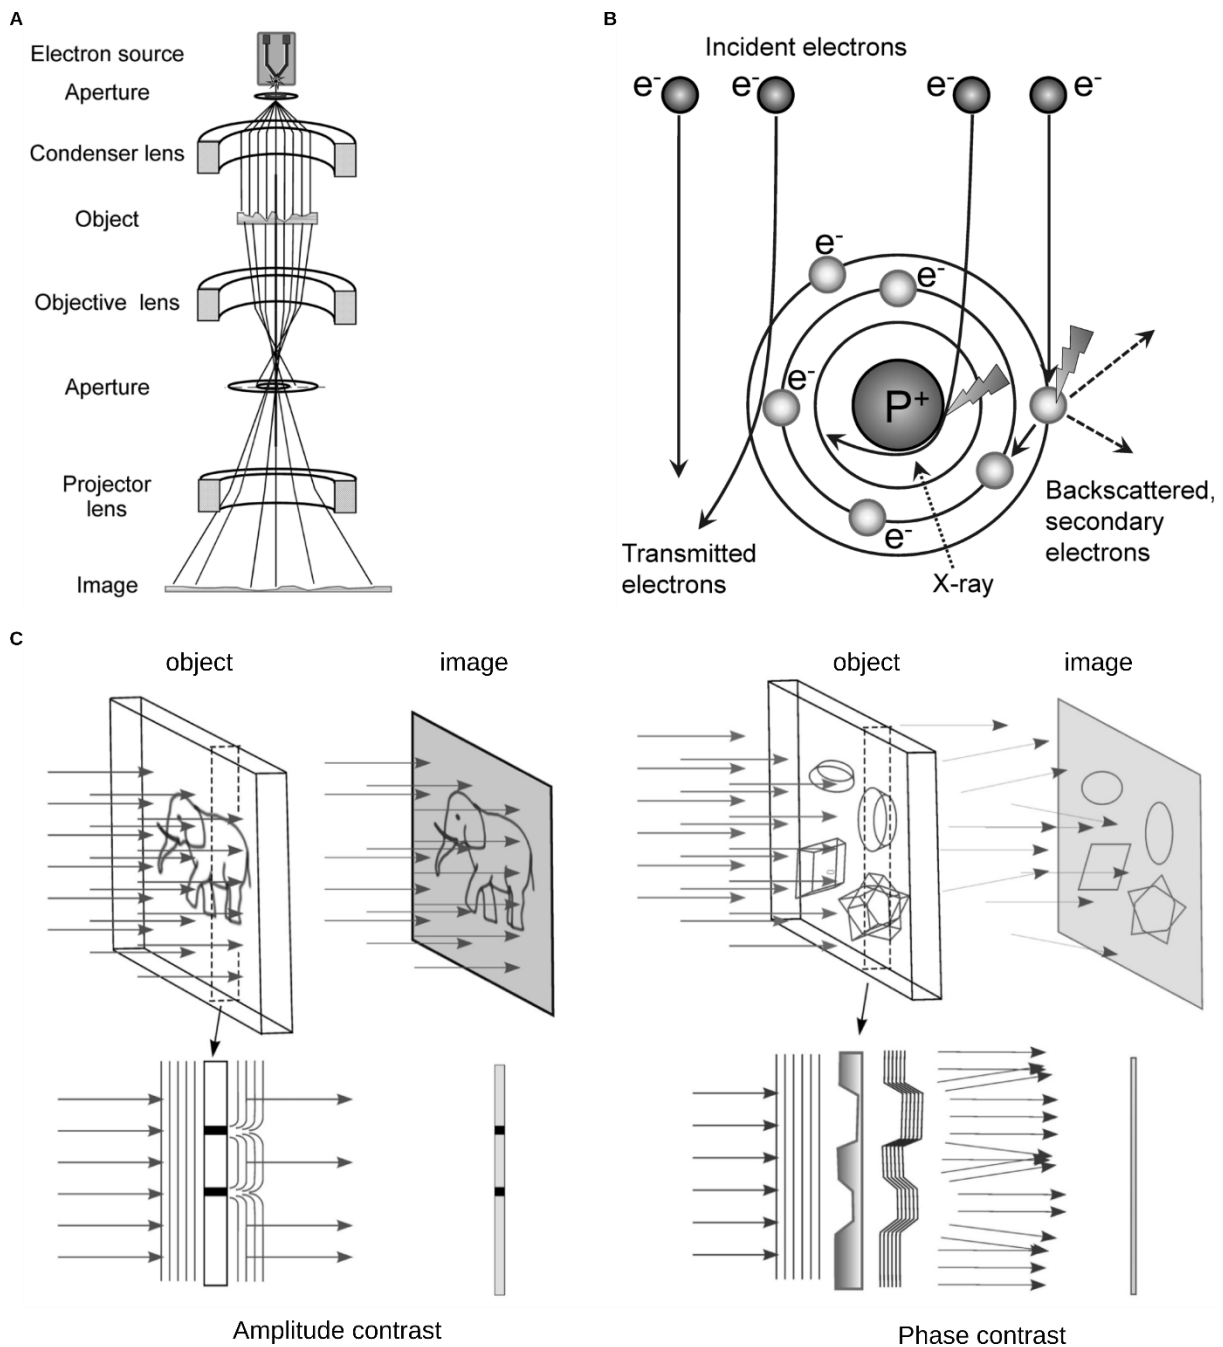 A
Electron source
Aperture
Condenser lens
Object
Objective lens
Aperture
Projector
lens
Image
B
Incident electrons
e-
e-
e-
e-
e-
e-
e-
P+
e-
Transmitted
electrons
X-ray
Backscattered,
secondary
electrons
C
object
image
object
image
Amplitude contrast
Phase contrast